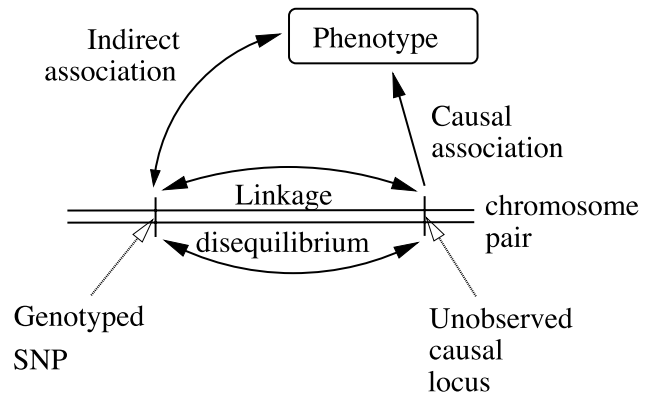 Indirect
association
Phenotype
Causal
association
Linkage
disequilibrium
chromosome
pair
Genotyped
SNP
Unobserved
causal
locus